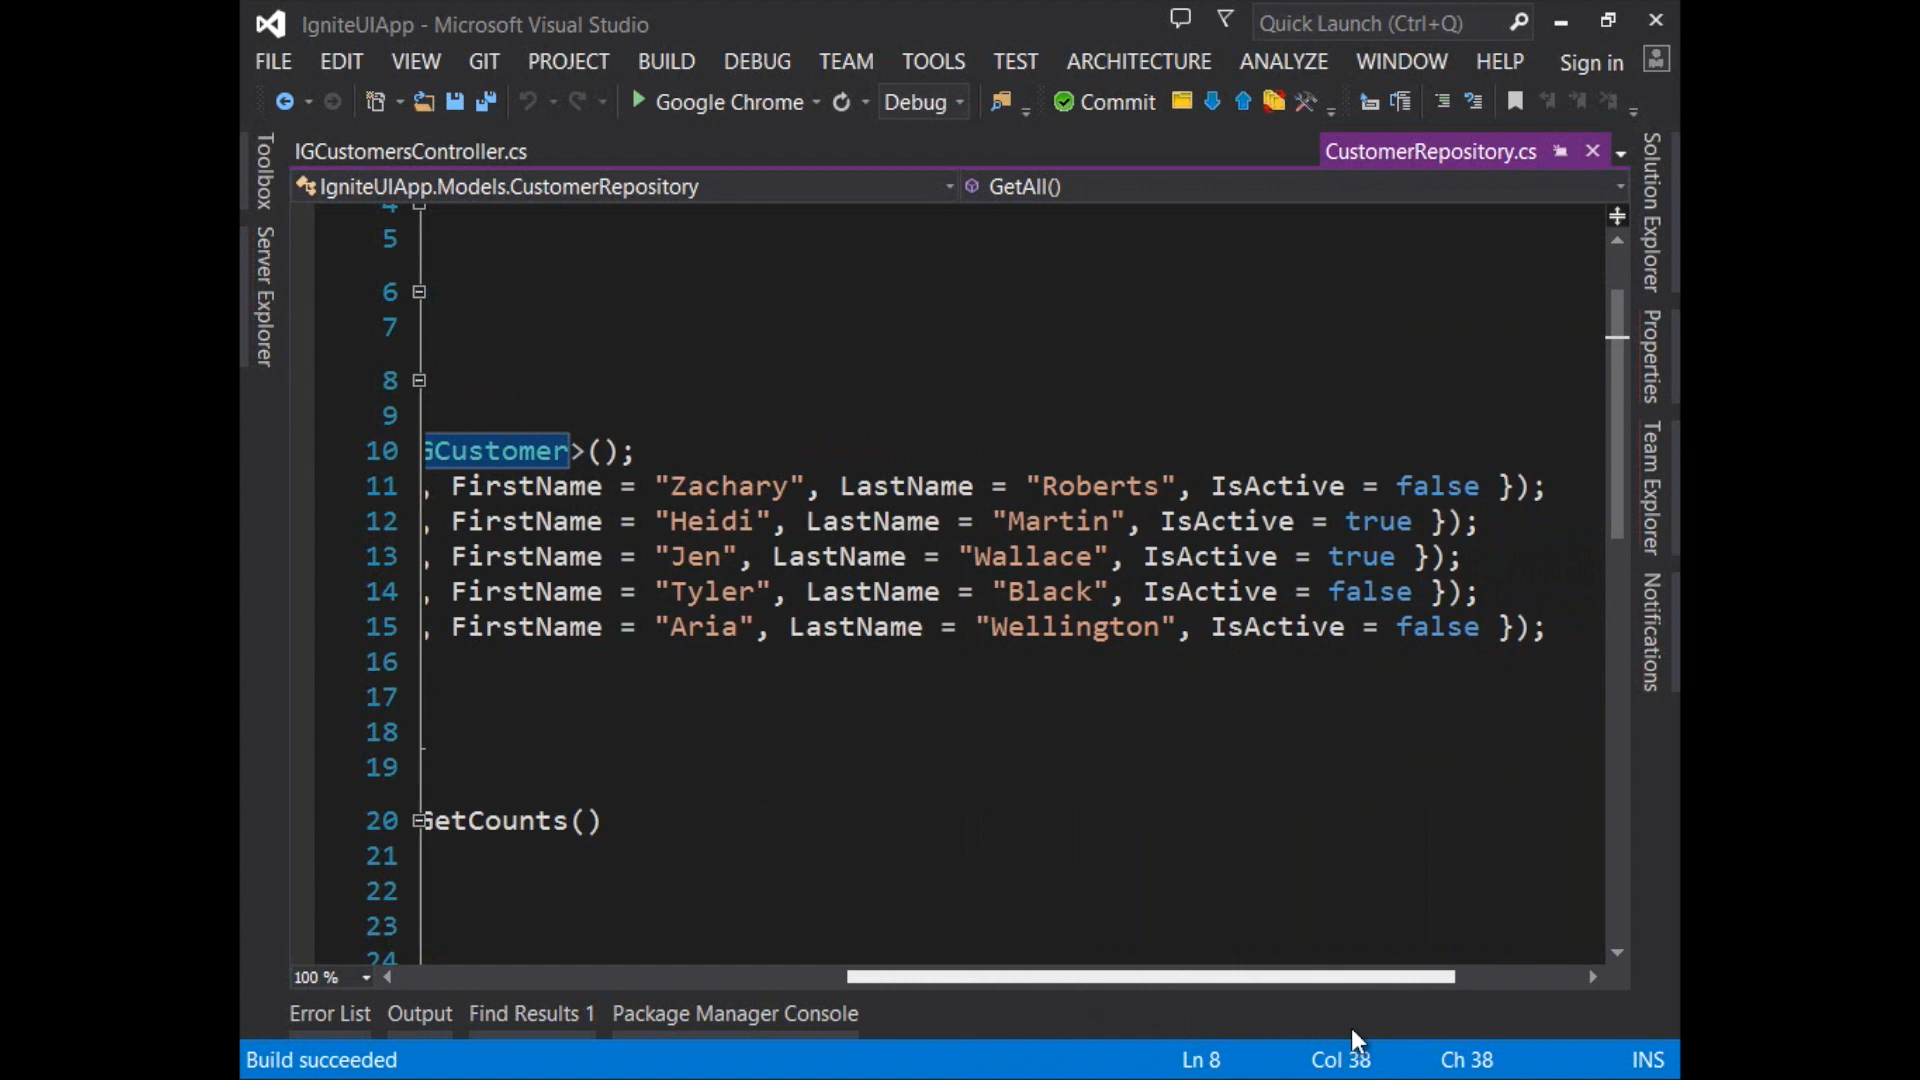 IgniteUIApp - Microsoft Visual Studio
Quick Launch (Ctrl+Q)
FILE EDIT VIEW GIT PROJECT BUILD DEBUG TEAM TOOLS TEST ARCHITECTURE ANALYZE WINDOW HELP Sign in
Google Chrome Debug Commit
Toolbox
Server Explorer
IGCustomersController.cs
CustomerRepository.cs
IgniteUIApp.Models.CustomerRepository
GetAll()
4
5
6
7
8
9
10 GCustomer>();
11 , FirstName = "Zachary", LastName = "Roberts", IsActive = false });
12 , FirstName = "Heidi", LastName = "Martin", IsActive = true });
13 , FirstName = "Jen", LastName = "Wallace", IsActive = true });
14 , FirstName = "Tyler", LastName = "Black", IsActive = false });
15 , FirstName = "Aria", LastName = "Wellington", IsActive = false });
16
17
18
19
20 GetCounts()
21
22
23
24
Solution Explorer
Properties
Team Explorer
Notifications
100 %
Error List Output Find Results 1 Package Manager Console
Build succeeded Ln 8 Col 38 Ch 38 INS